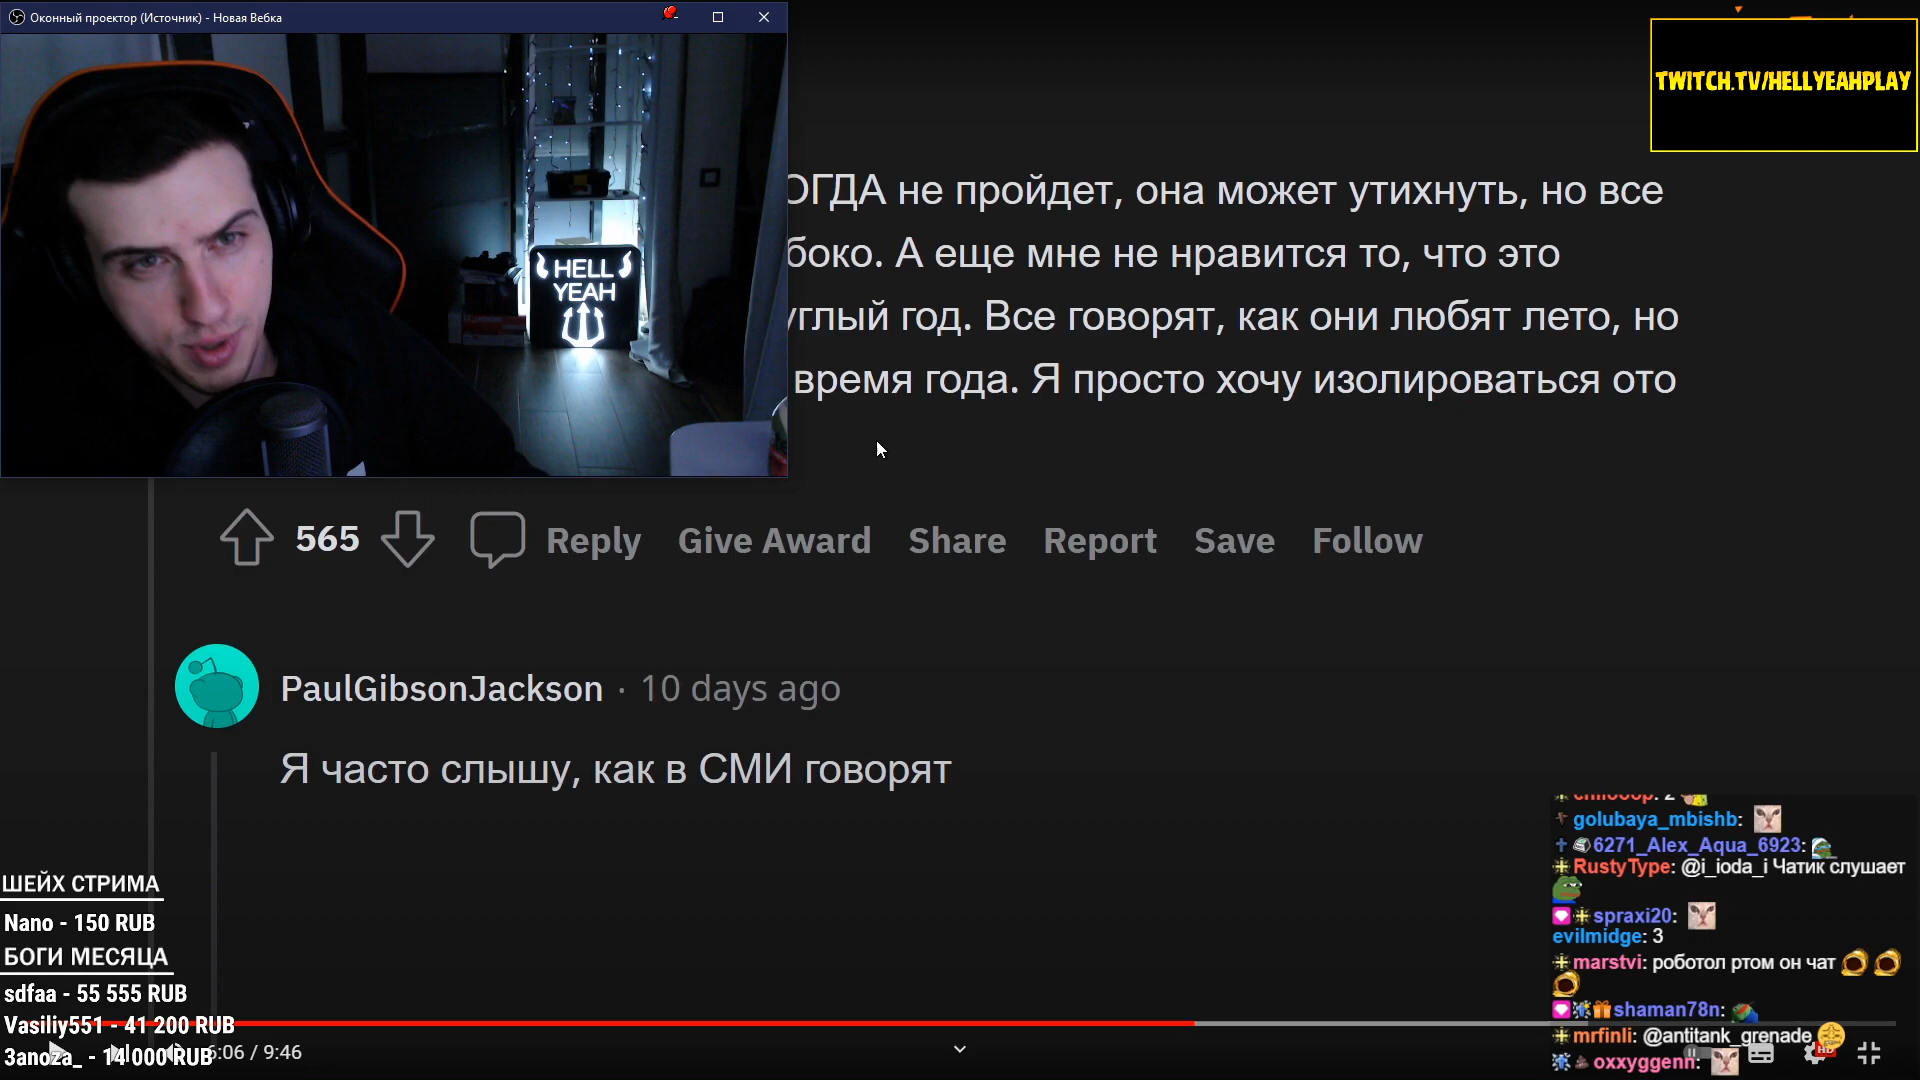 Оконный проектор (Источник) - Новая Вебка
TWITCH.TV/HELLYEAHPLAY
HELL
YEAH
ОГДА не пройдет, она может утихнуть, но все
боко. А еще мне не нравится то, что это
углый год. Все говорят, как они любят лето, но
время года. Я просто хочу изолироваться ото
565 Reply Give Award Share Report Save Follow
PaulGibsonJackson · 10 days ago
Я часто слышу, как в СМИ говорят
ШЕЙХ СТРИМА
Nano - 150 RUB
БОГИ МЕСЯЦА
sdfaa - 55 555 RUB
Vasiliy551 - 41 200 RUB
3anoza_ - 14 000 RUB
6:06 / 9:46
golubaya_mbishb:
6271_Alex_Aqua_6923:
RustyType: @i_ioda_i Чатик слушает
spraxi20:
evilmidge: 3
marstvi: роботол ртом он чат
shaman78n:
mrfinli: @antitank_grenade
HD
oxxyggenn: